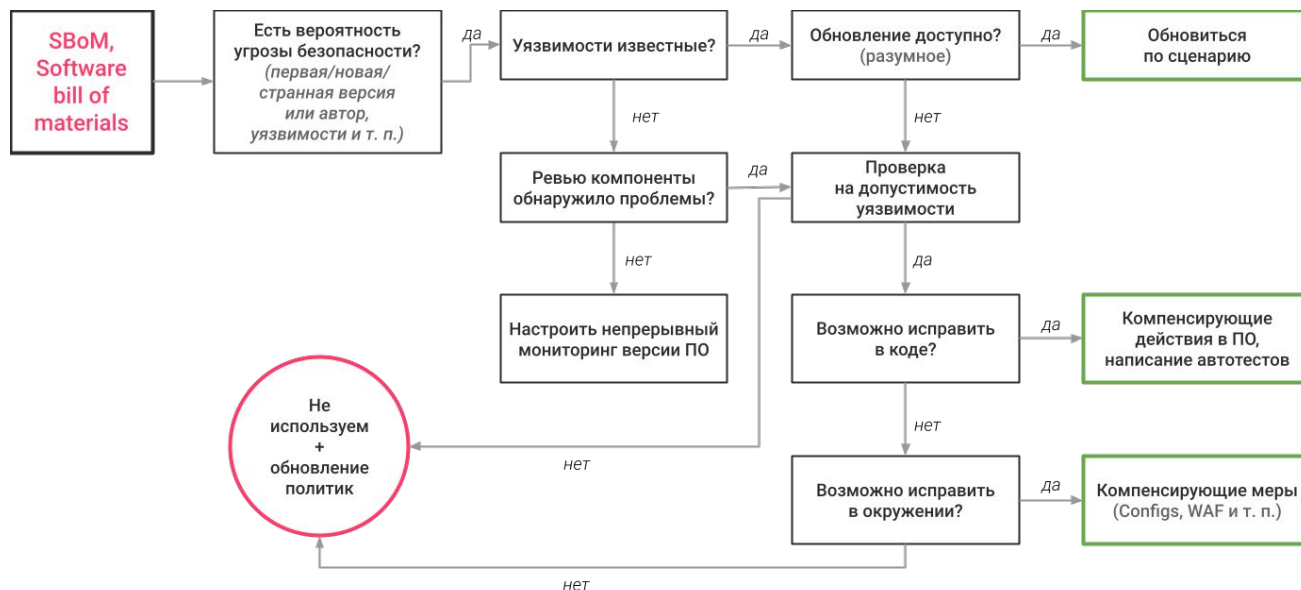 SBoM,
Software
bill of
materials
Есть вероятность
угрозы безопасности?
(первая/новая/
странная версия
или автор,
уязвимости и т. п.)
да
Уязвимости известные?
да
Обновление доступно?
(разумное)
да
Обновиться
по сценарию
нет
нет
Ревью компоненты
обнаружило проблемы?
да
Проверка
на допустимость
уязвимости
нет
да
Настроить непрерывный
мониторинг версии ПО
Возможно исправить
в коде?
да
Компенсирующие
действия в ПО,
написание автотестов
Не
используем
+
обновление
политик
нет
нет
Возможно исправить
в окружении?
да
Компенсирующие меры
(Configs, WAF и т. п.)
нет